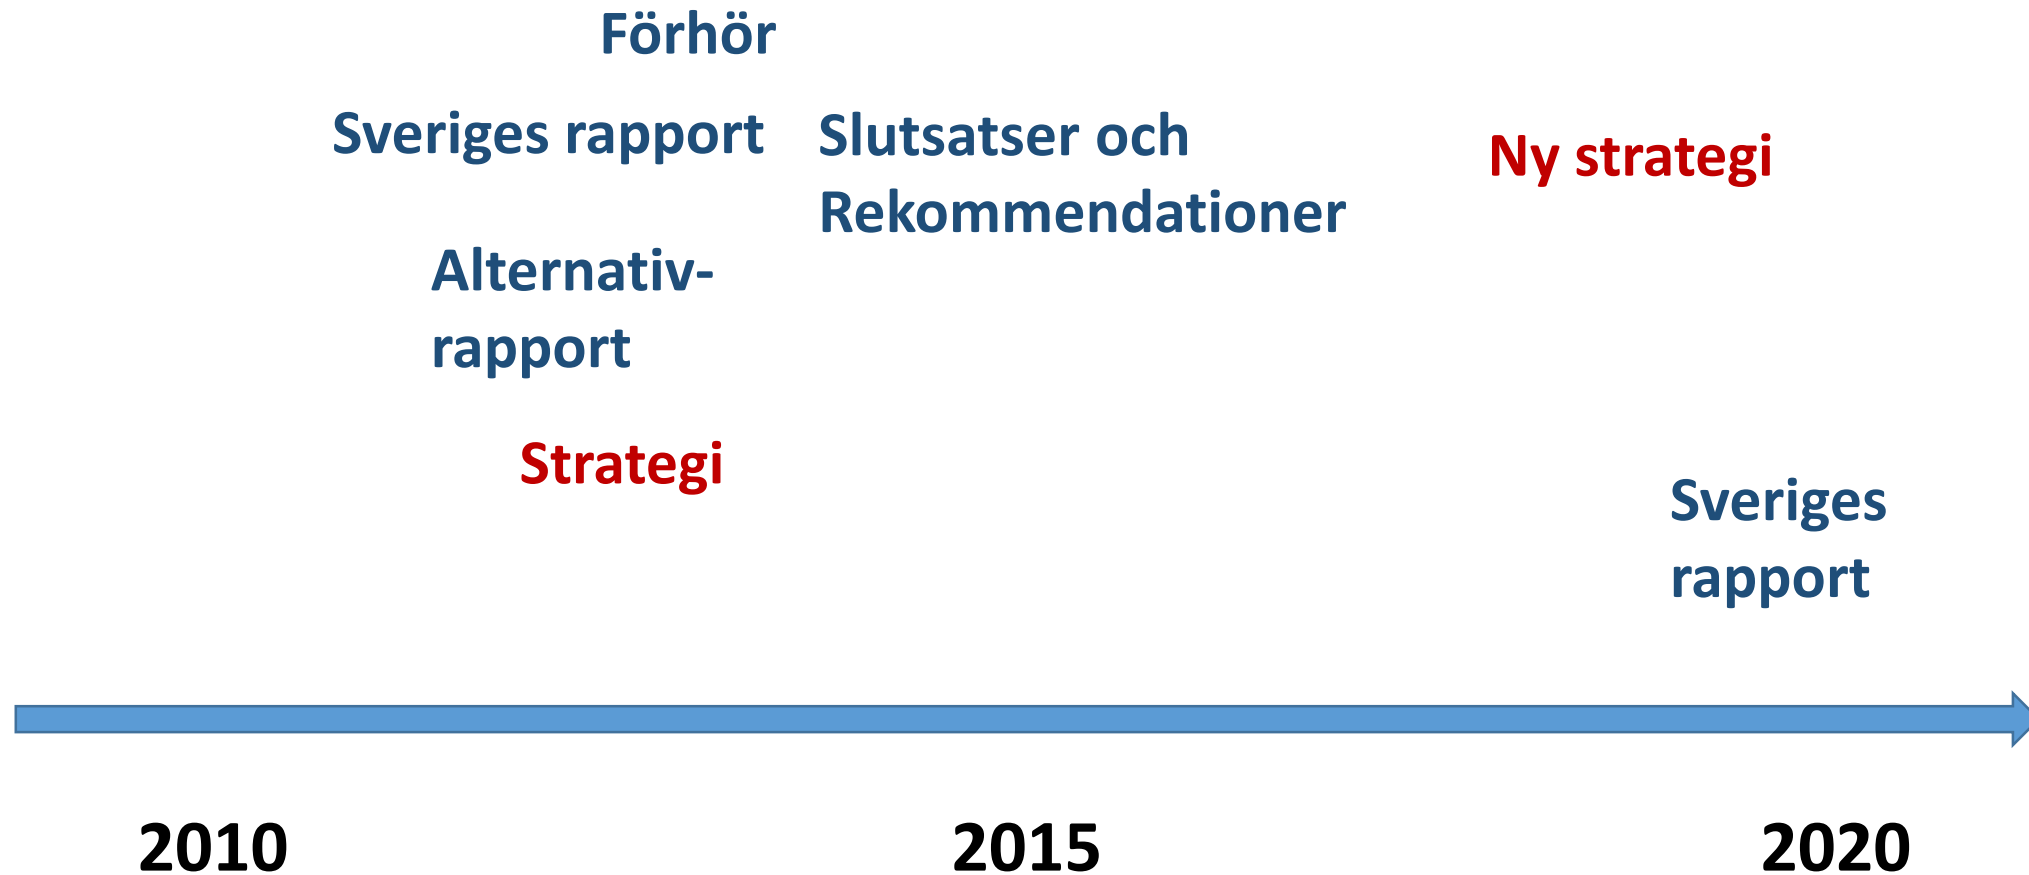 Förhör
Sveriges rapport
Slutsatser och
Rekommendationer
Ny strategi
Alternativ-
rapport
Strategi
Sveriges
rapport
2010
2015
2020